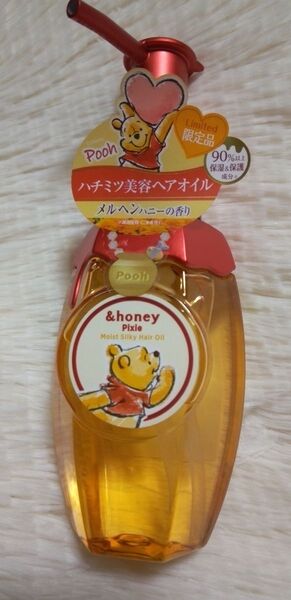 Limited
限定品
Pooh
90%以上
保湿&保護
成分
ハチミツ美容ヘアオイル
メルヘンハニーの香り
Pooh
&honey
Pixie
Moist Silky Hair Oil